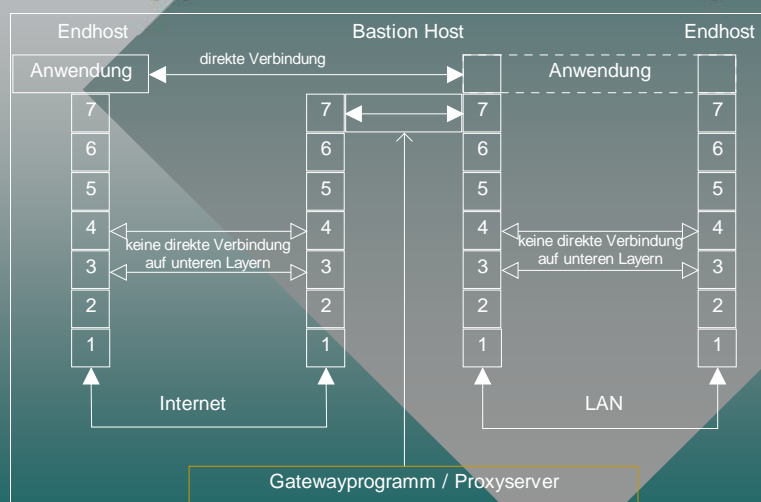 Endhost Bastion Host Endhost
Anwendung direkte Verbindung Anwendung
7 7 7 7
6 6 6 6
5 5 5 5
4 4 4 4
keine direkte Verbindung keine direkte Verbindung
auf unteren Layern auf unteren Layern
3 3 3 3
2 2 2 2
1 1 1 1
Internet LAN
Gatewayprogramm / Proxyserver